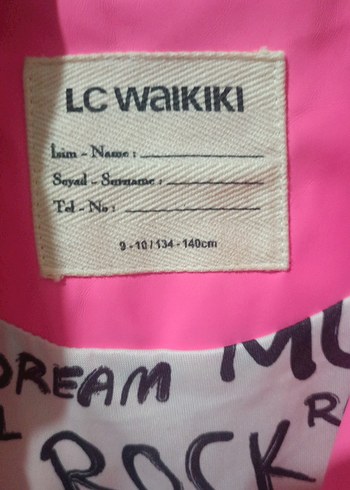 LC WAIKIKI
İsim - Name :
Soyad - Surname :
Tel - No :
9 - 10 / 134 - 140cm
DREAM
ROCK